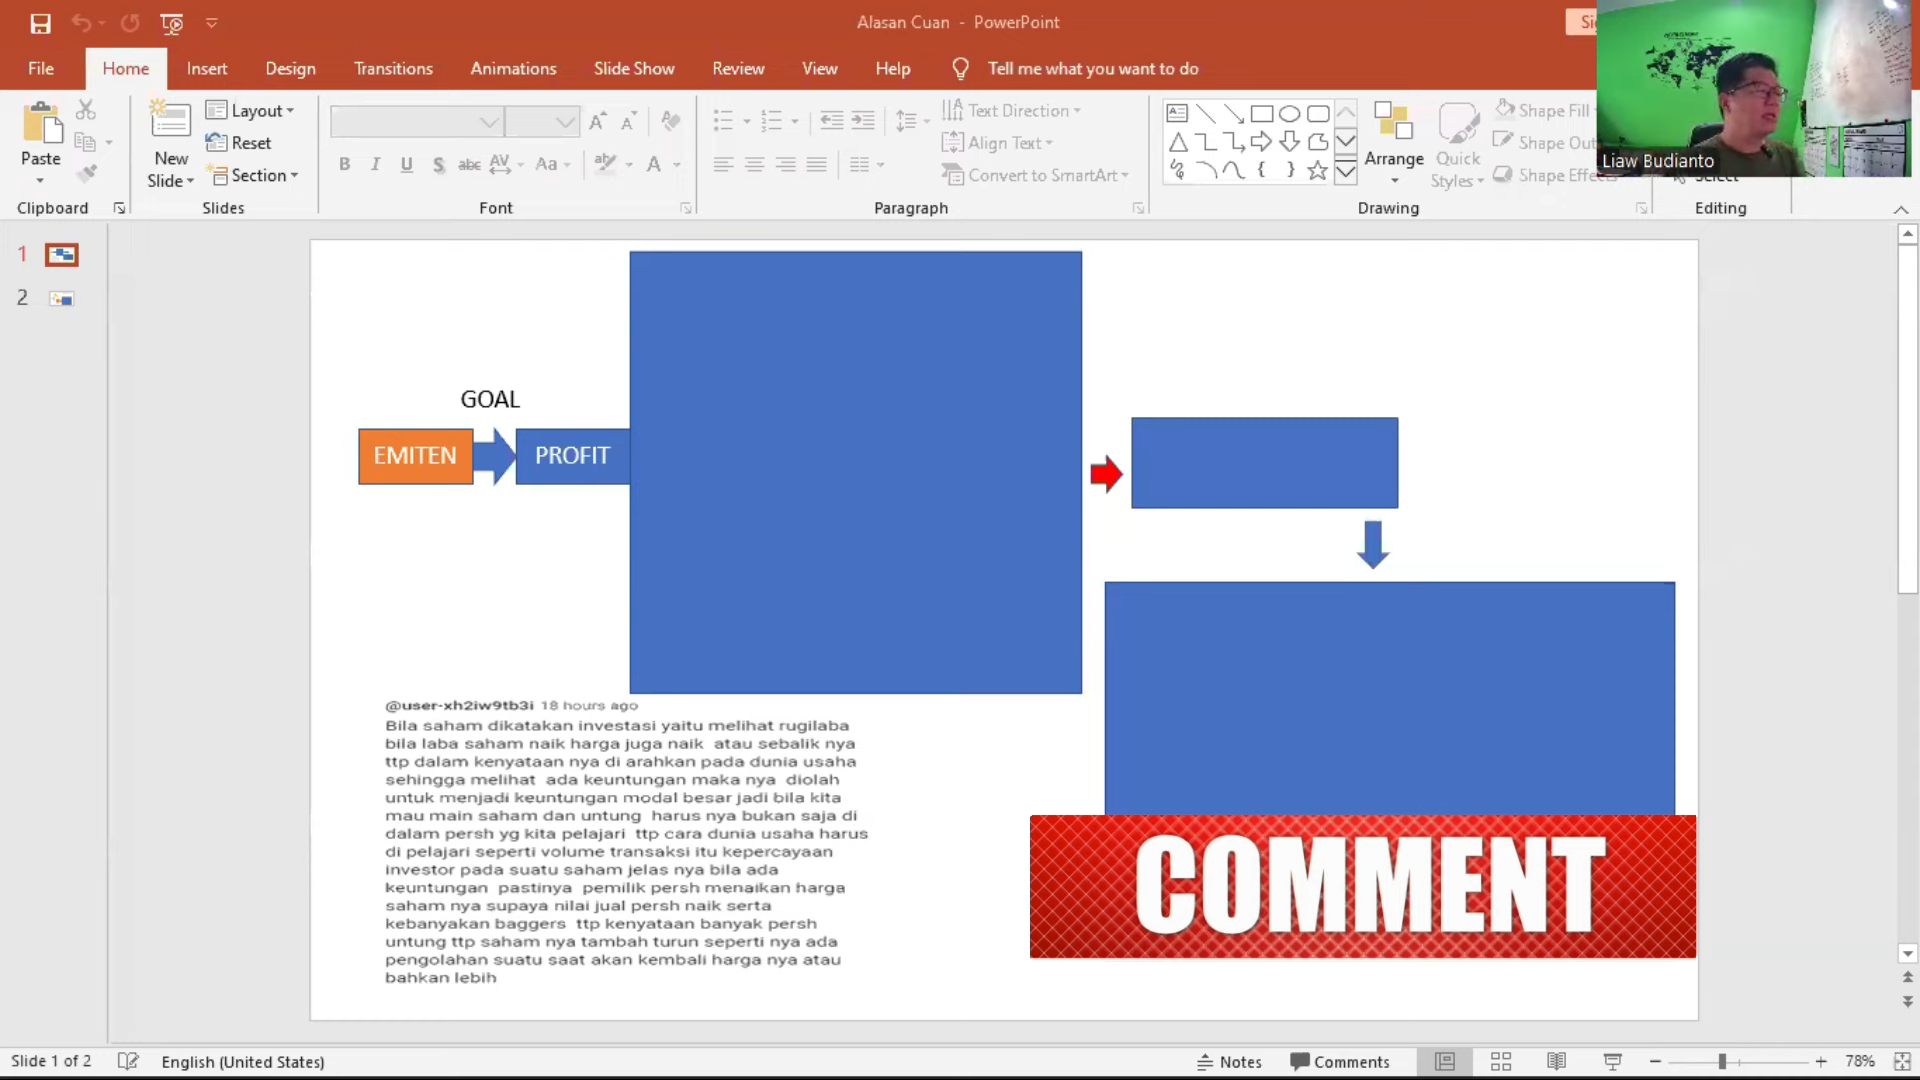 Alasan Cuan - PowerPoint
File Home Insert Design Transitions Animations Slide Show Review View Help Tell me what you want to do
Paste
Clipboard
New Slide
Layout
Reset
Section
Slides
Font
Text Direction
Align Text
Convert to SmartArt
Paragraph
Arrange
Quick Styles
Shape Fill
Shape Ou
Shape Effects
Drawing
Select
Editing
Liaw Budianto
1
2
GOAL
EMITEN
PROFIT
@user-xh2iw9tb3i 18 hours ago
Bila saham dikatakan investasi yaitu melihat rugilaba
bila laba saham naik harga juga naik atau sebalik nya
ttp dalam kenyataan nya di arahkan pada dunia usaha
sehingga melihat ada keuntungan maka nya diolah
untuk menjadi keuntungan modal besar jadi bila kita
mau main saham dan untung harus nya bukan saja di
dalam persh yg kita pelajari ttp cara dunia usaha harus
di pelajari seperti volume transaksi itu kepercayaan
investor pada suatu saham jelas nya bila ada
keuntungan pastinya pemilik persh menaikan harga
saham nya supaya nilai jual persh naik serta
kebanyakan baggers ttp kenyataan banyak persh
untung ttp saham nya tambah turun seperti nya ada
pengolahan suatu saat akan kembali harga nya atau
bahkan lebih
COMMENT
Slide 1 of 2 English (United States) Notes Comments 78%